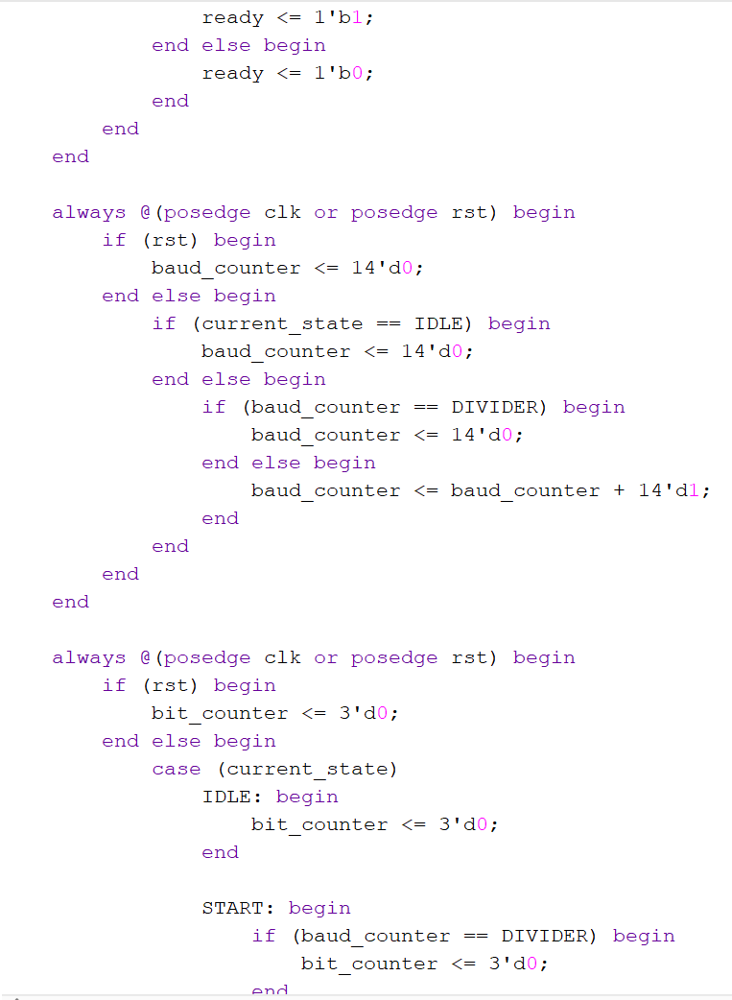 ready <= 1'b1;
        end else begin
            ready <= 1'b0;
        end
    end
end

always @(posedge clk or posedge rst) begin
    if (rst) begin
        baud_counter <= 14'd0;
    end else begin
        if (current_state == IDLE) begin
            baud_counter <= 14'd0;
        end else begin
            if (baud_counter == DIVIDER) begin
                baud_counter <= 14'd0;
            end else begin
                baud_counter <= baud_counter + 14'd1;
            end
        end
    end
end

always @(posedge clk or posedge rst) begin
    if (rst) begin
        bit_counter <= 3'd0;
    end else begin
        case (current_state)
            IDLE: begin
                bit_counter <= 3'd0;
            end

            START: begin
                if (baud_counter == DIVIDER) begin
                    bit_counter <= 3'd0;
                end